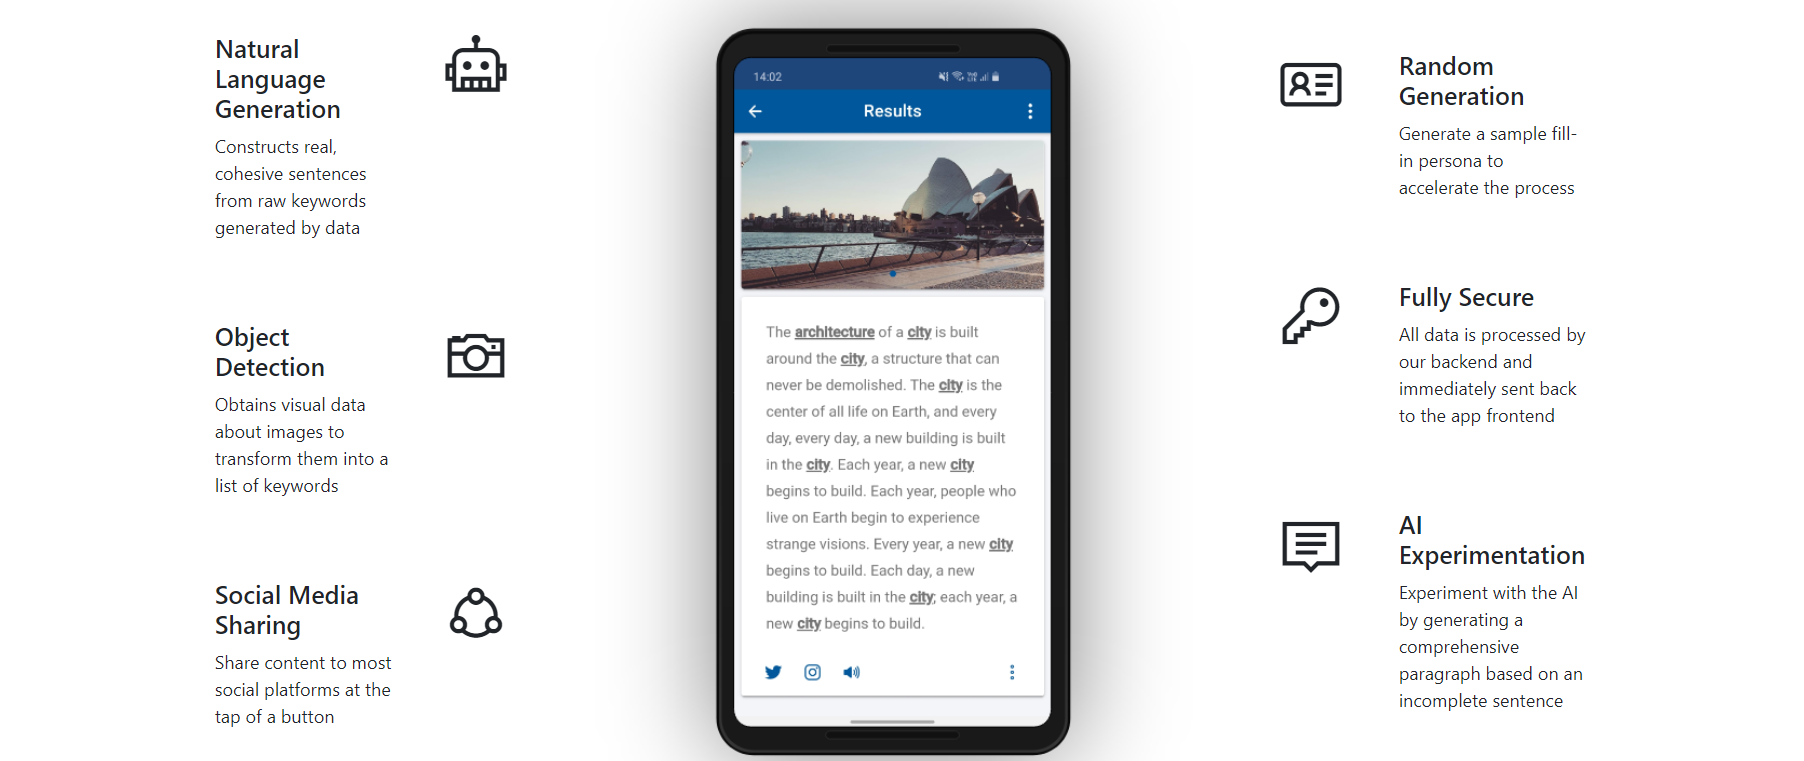 Natural
Language
Generation
Constructs real,
cohesive sentences
from raw keywords
generated by data
Object
Detection
Obtains visual data
about images to
transform them into a
list of keywords
Social Media
Sharing
Share content to most
social platforms at the
tap of a button
14:02
Results
The architecture of a city is built
around the city, a structure that can
never be demolished. The city is the
center of all life on Earth, and every
day, every day, a new building is built
in the city. Each year, a new city
begins to build. Each year, people who
live on Earth begin to experience
strange visions. Every year, a new city
begins to build. Each day, a new
building is built in the city; each year, a
new city begins to build.
Random
Generation
Generate a sample fill-
in persona to
accelerate the process
Fully Secure
All data is processed by
our backend and
immediately sent back
to the app frontend
AI
Experimentation
Experiment with the AI
by generating a
comprehensive
paragraph based on an
incomplete sentence